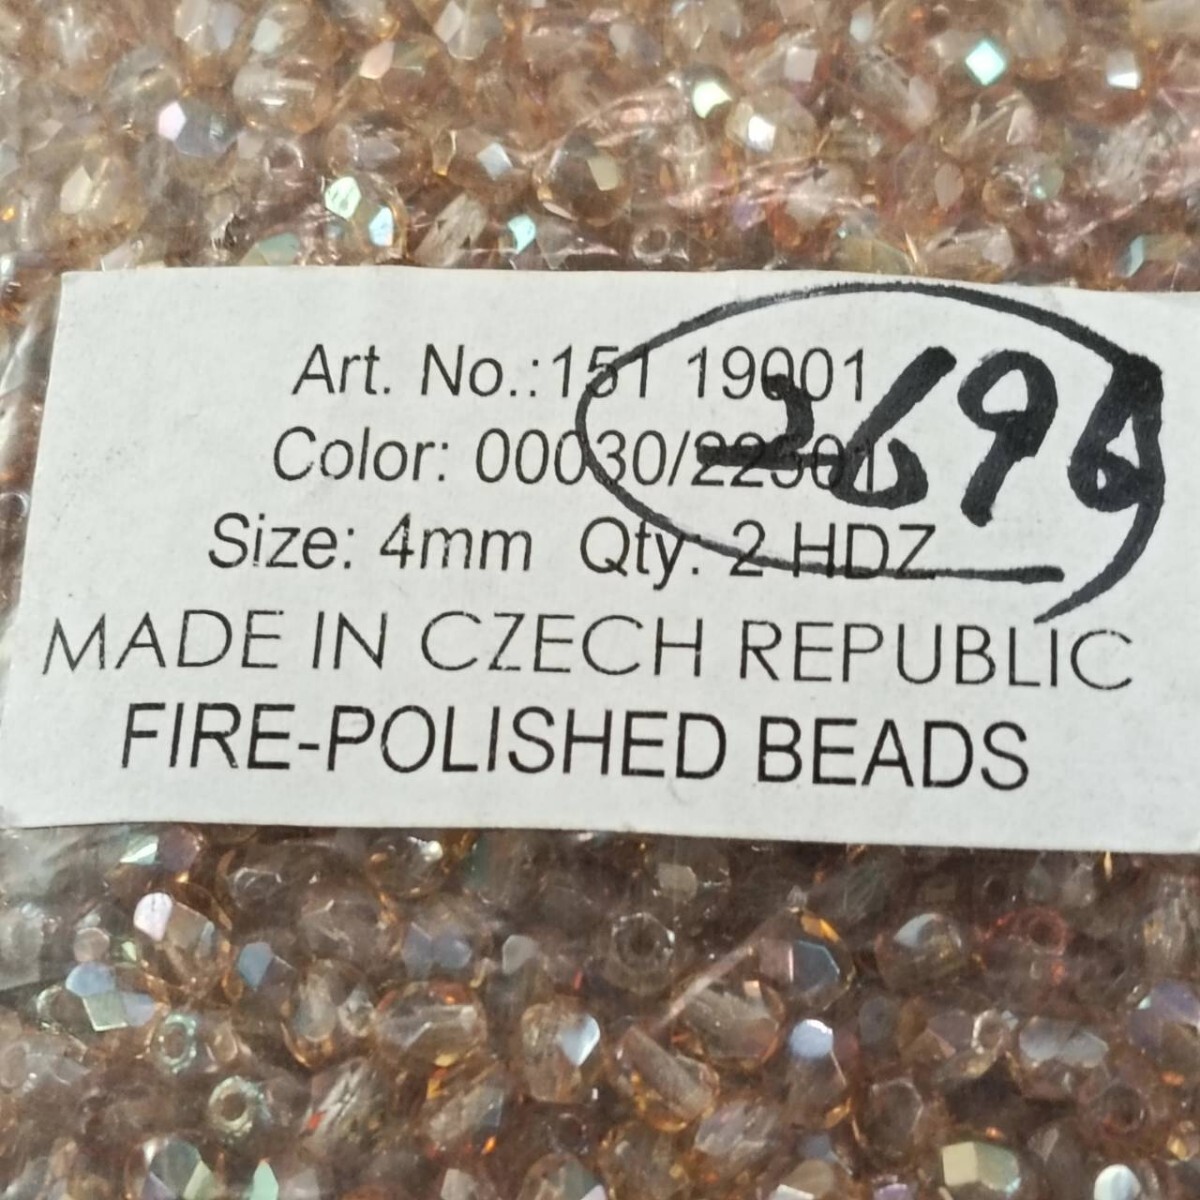 Art. No.:151 19001
Color: 00030/22501
Size: 4mm Qty: 2 HDZ
MADE IN CZECH REPUBLIC
FIRE-POLISHED BEADS